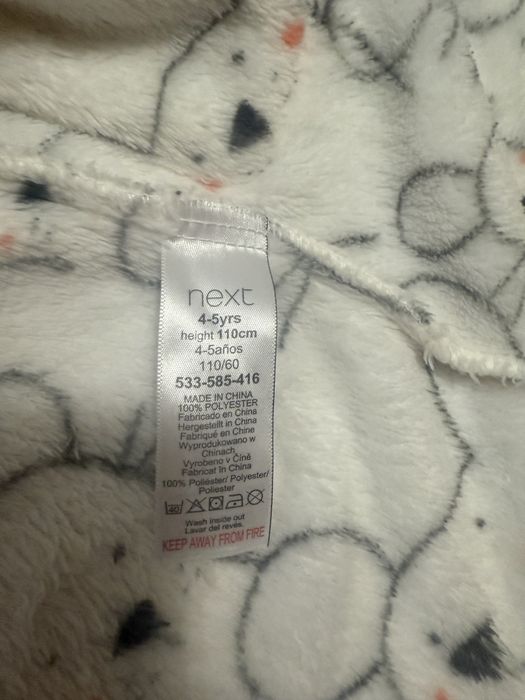 next
4-5yrs
height 110cm
4-5años
110/60
533-585-416
MADE IN CHINA
100% POLYESTER
Fabricado en China
Hergestellt in China
Fabriqué en Chine
Wyprodukowano w
Chinach
Vyrobeno v Číně
Fabricat în China
100% Poliéster/ Polyester/
Poliester
40
Wash inside out
Lavar del revés.
KEEP AWAY FROM FIRE